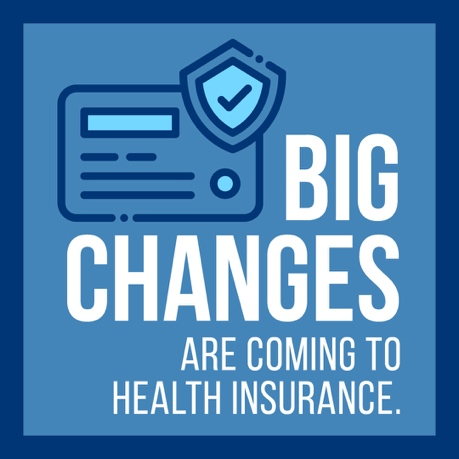 BIG
CHANGES
ARE COMING TO
HEALTH INSURANCE.